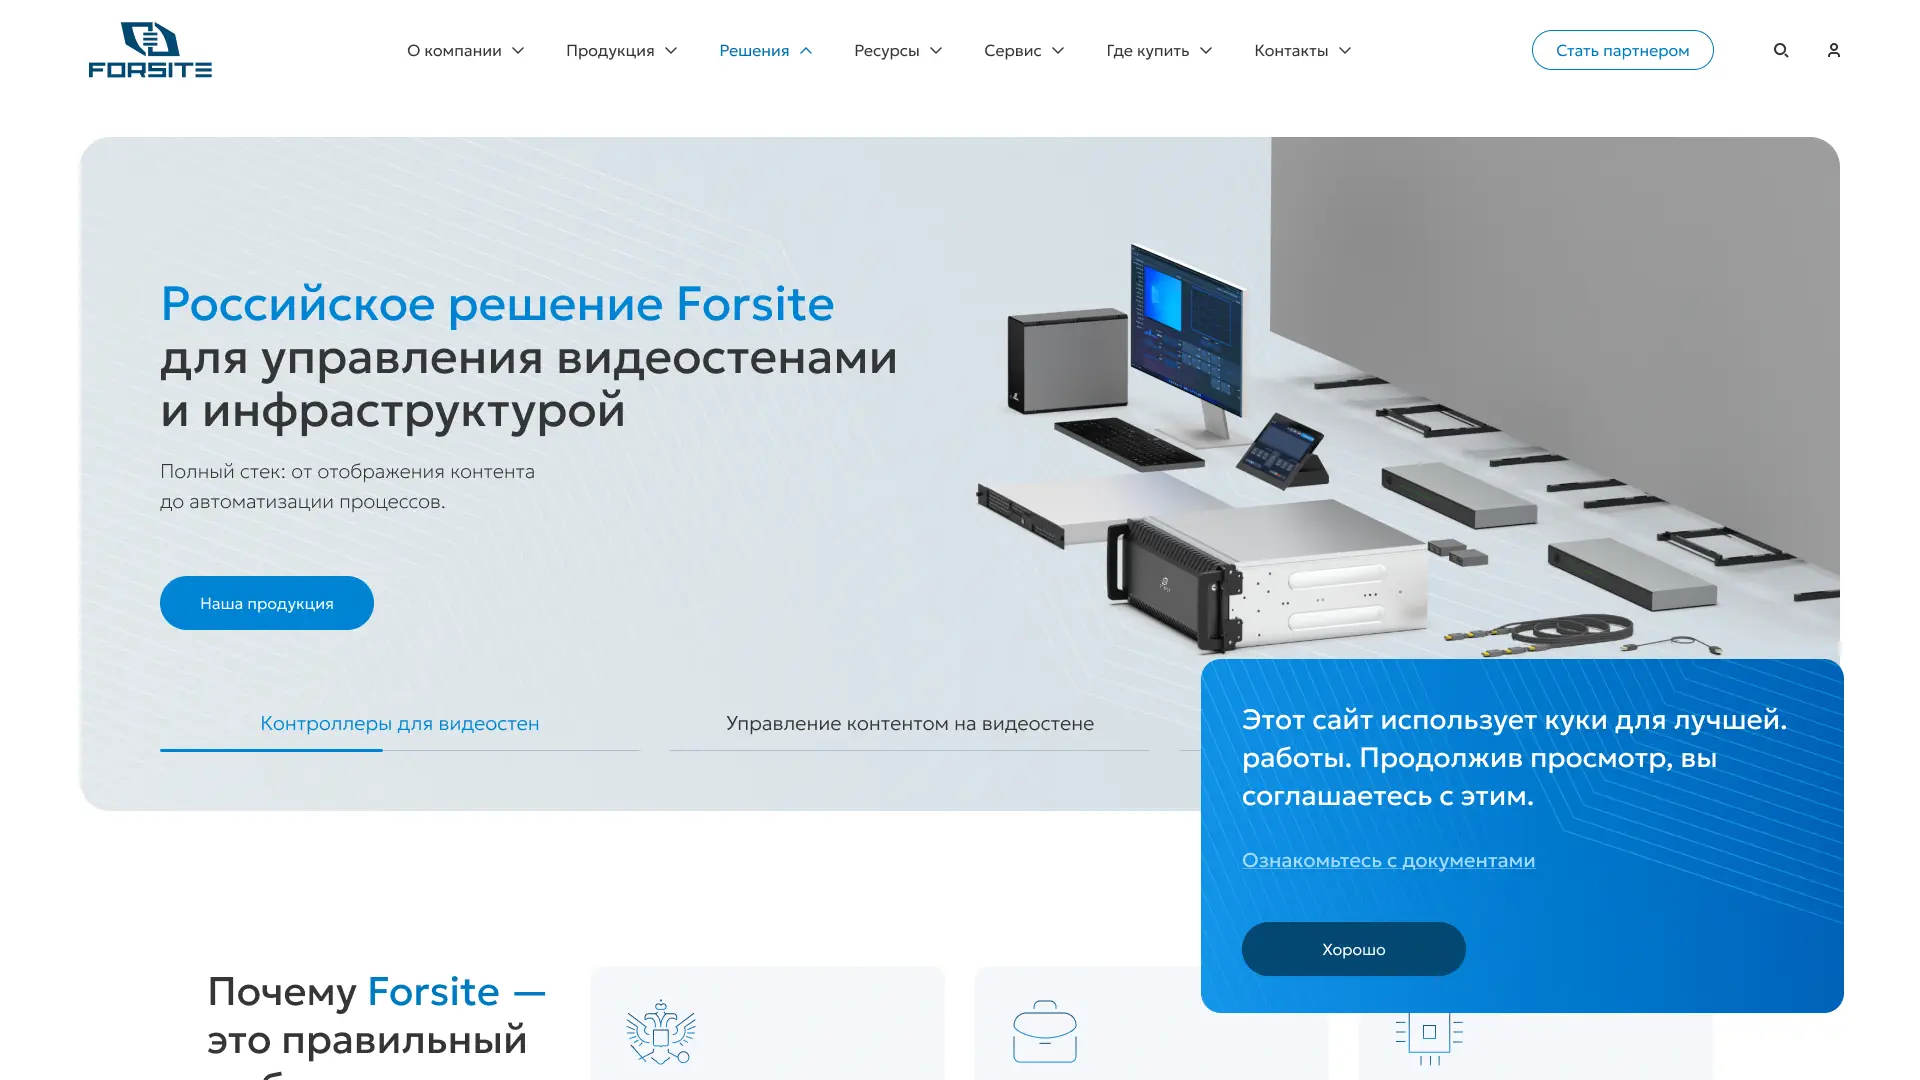 FORSITE
О компании
Продукция
Решения
Ресурсы
Сервис
Где купить
Контакты
Стать партнером
Российское решение Forsite
для управления видеостенами
и инфраструктурой
Полный стек: от отображения контента
до автоматизации процессов.
Наша продукция
Контроллеры для видеостен
Управление контентом на видеостене
Этот сайт использует куки для лучшей.
работы. Продолжив просмотр, вы
соглашаетесь с этим.
Ознакомьтесь с документами
Хорошо
Почему Forsite —
это правильный